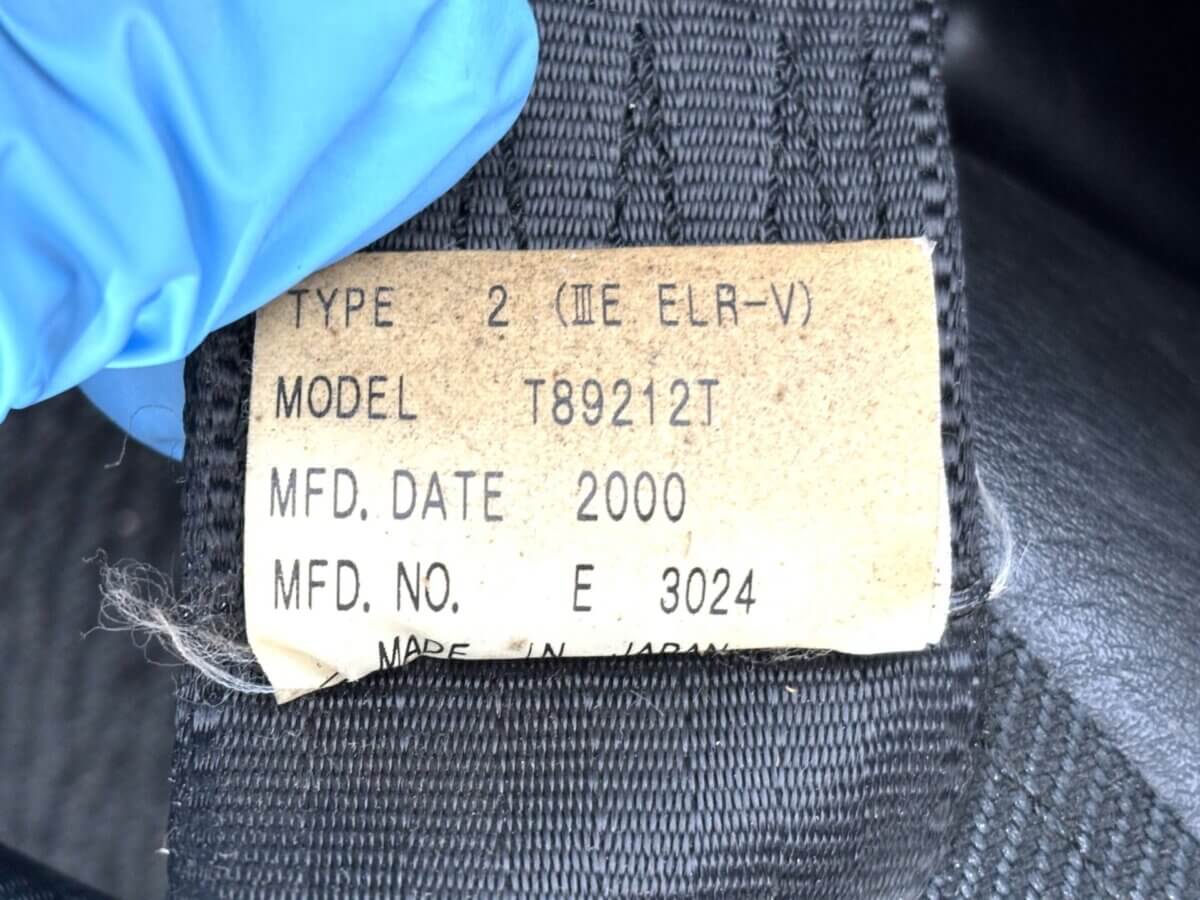 TYPE 2 (ⅢE ELR-V)
MODEL T89212T
MFD. DATE 2000
MFD. NO. E 3024
MADE IN JAPAN